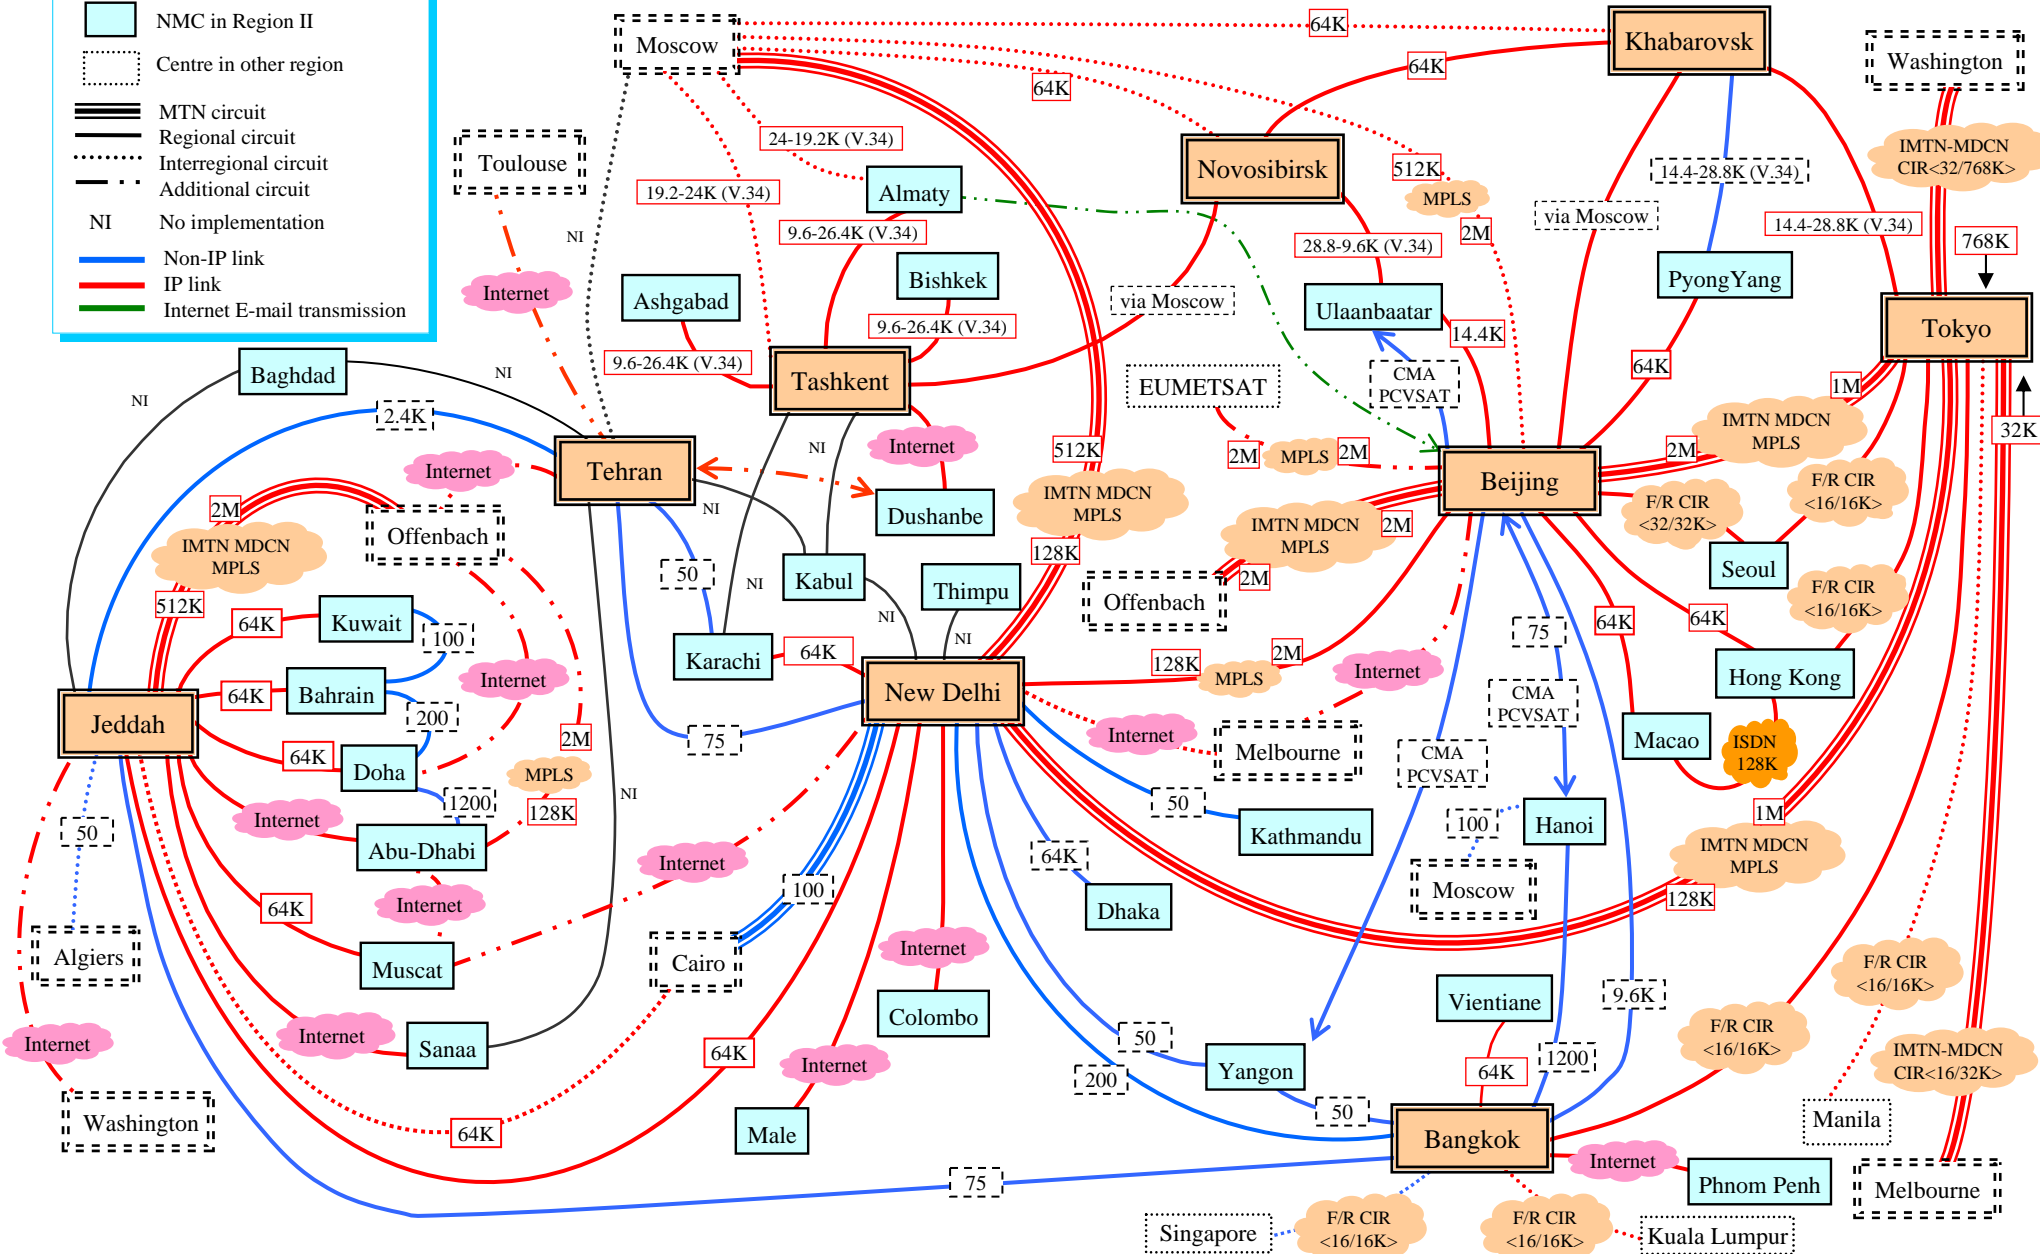 NMC in Region II
Centre in other region
MTN circuit
Regional circuit
Interregional circuit
Additional circuit
NI No implementation
Non-IP link
IP link
Internet E-mail transmission
Moscow
64K
Khabarovsk
Washington
64K
64K
IMTN-MDCN
CIR<32/768K>
Toulouse
24-19.2K (V.34)
Novosibirsk
512K
MPLS
14.4-28.8K (V.34)
19.2-24K (V.34)
Almaty
via Moscow
14.4-28.8K (V.34)
NI
9.6-26.4K (V.34)
28.8-9.6K (V.34)
2M
768K
Internet
Ashgabad
Bishkek
via Moscow
Ulaanbaatar
PyongYang
9.6-26.4K (V.34)
14.4K
Tokyo
9.6-26.4K (V.34)
Baghdad
NI
Tashkent
EUMETSAT
CMA
PCVSAT
64K
1M
NI
2.4K
NI
Internet
IMTN MDCN
MPLS
32K
Internet
Tehran
512K
2M
MPLS
2M
2M
Beijing
F/R CIR
<16/16K>
2M
IMTN MDCN
MPLS
F/R CIR
<32/32K>
Offenbach
NI
Dushanbe
IMTN MDCN
MPLS
2M
IMTN MDCN
MPLS
128K
Seoul
50
NI
Kabul
Thimpu
2M
Offenbach
F/R CIR
<16/16K>
512K
64K
Kuwait
100
NI
NI
75
64K
64K
Karachi
64K
128K
2M
MPLS
Internet
Hong Kong
64K
Bahrain
Internet
New Delhi
CMA
PCVSAT
Jeddah
200
75
Internet
Melbourne
Macao
ISDN
128K
64K
Doha
2M
MPLS
CMA
PCVSAT
NI
1200
128K
50
1M
50
Internet
Abu-Dhabi
Kathmandu
100
Hanoi
64K
Internet
IMTN MDCN
MPLS
100
Moscow
64K
Internet
Dhaka
128K
Algiers
Muscat
Cairo
Internet
F/R CIR
<16/16K>
Colombo
Vientiane
9.6K
Internet
Internet
Sanaa
64K
Internet
50
F/R CIR
<16/16K>
IMTN-MDCN
CIR<16/32K>
200
Yangon
64K
1200
Washington
64K
Male
50
Bangkok
Manila
Internet
Phnom Penh
Melbourne
75
Singapore
F/R CIR
<16/16K>
F/R CIR
<16/16K>
Kuala Lumpur